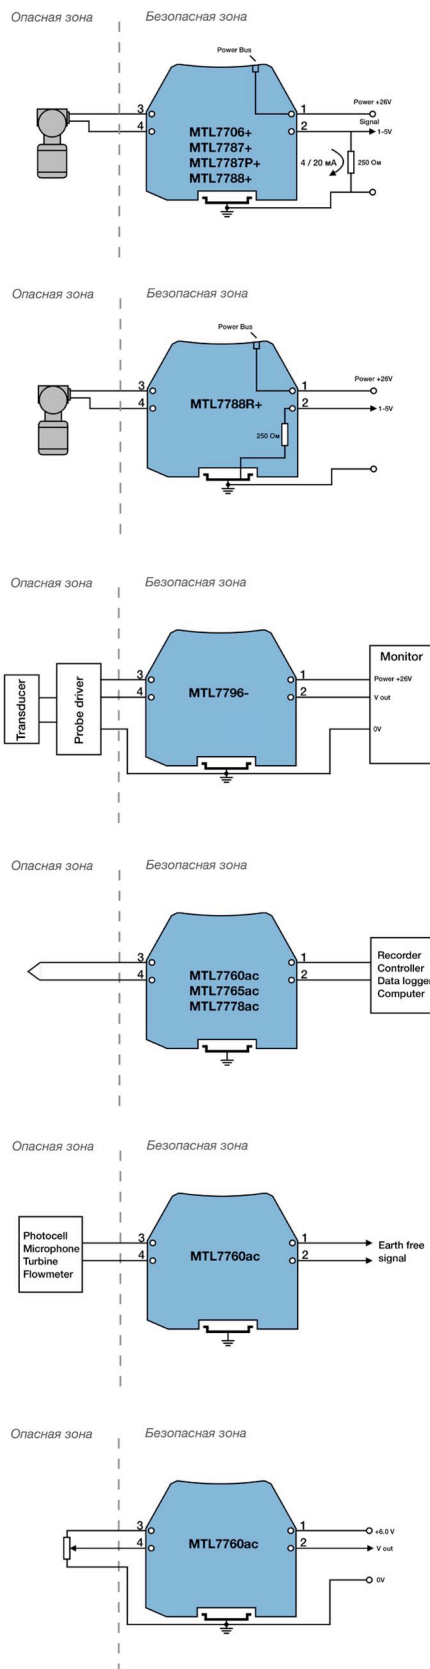 Опасная зона
Безопасная зона
Power Bus
3
4
MTL7706+
MTL7787+
MTL7787P+
MTL7788+
1
2
Power +26V
Signal
1-5V
4 / 20 мА
250 Ом
Опасная зона
Безопасная зона
Power Bus
3
4
MTL7788R+
250 Ом
1
2
Power +26V
1-5V
Опасная зона
Безопасная зона
Transducer
Probe driver
3
4
MTL7796-
1
2
Monitor
Power +26V
V out
0V
Опасная зона
Безопасная зона
3
4
MTL7760ac
MTL7765ac
MTL7778ac
1
2
Recorder
Controller
Data logger
Computer
Опасная зона
Безопасная зона
Photocell
Microphone
Turbine
Flowmeter
3
4
MTL7760ac
1
2
Earth free
signal
Опасная зона
Безопасная зона
3
4
MTL7760ac
1
2
+6.0 V
V out
0V